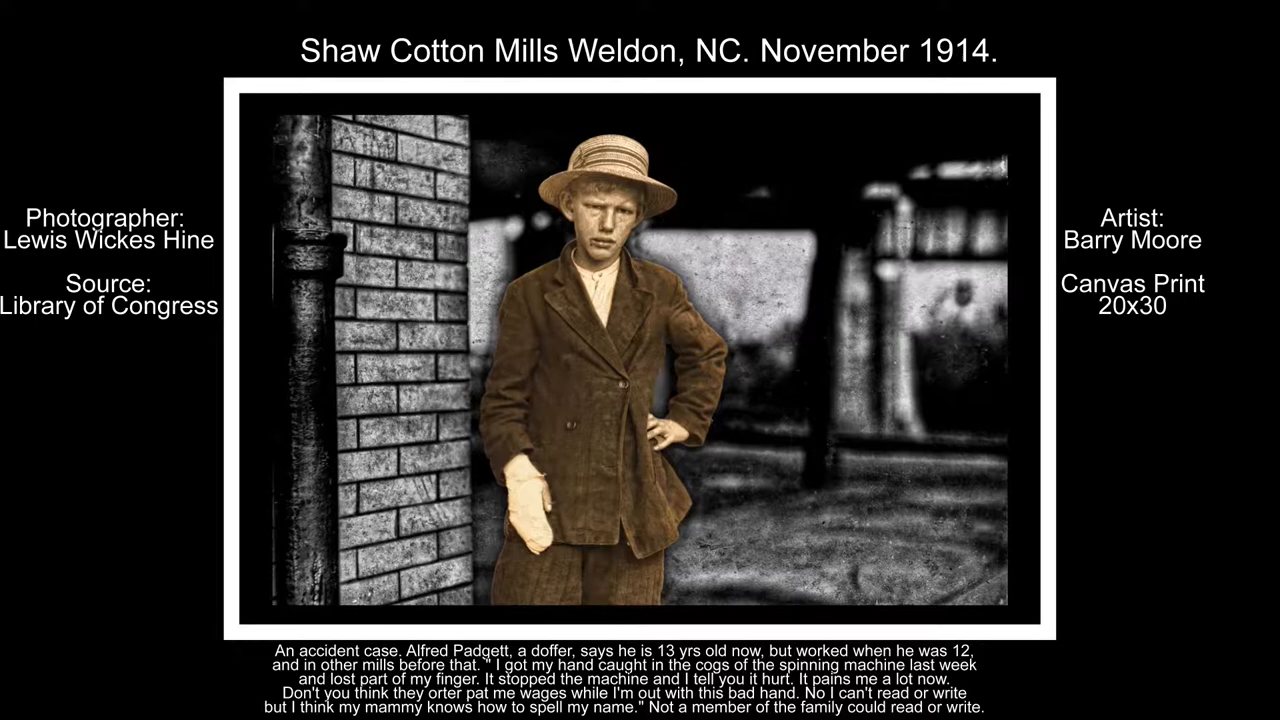 Shaw Cotton Mills Weldon, NC. November 1914.
Photographer:
Lewis Wickes Hine
Source:
Library of Congress
Artist:
Barry Moore
Canvas Print
20x30
An accident case. Alfred Padgett, a doffer, says he is 13 yrs old now, but worked when he was 12,
and in other mills before that. " I got my hand caught in the cogs of the spinning machine last week
and lost part of my finger. It stopped the machine and I tell you it hurt. It pains me a lot now.
Don't you think they orter pat me wages while I'm out with this bad hand. No I can't read or write
but I think my mammy knows how to spell my name." Not a member of the family could read or write.